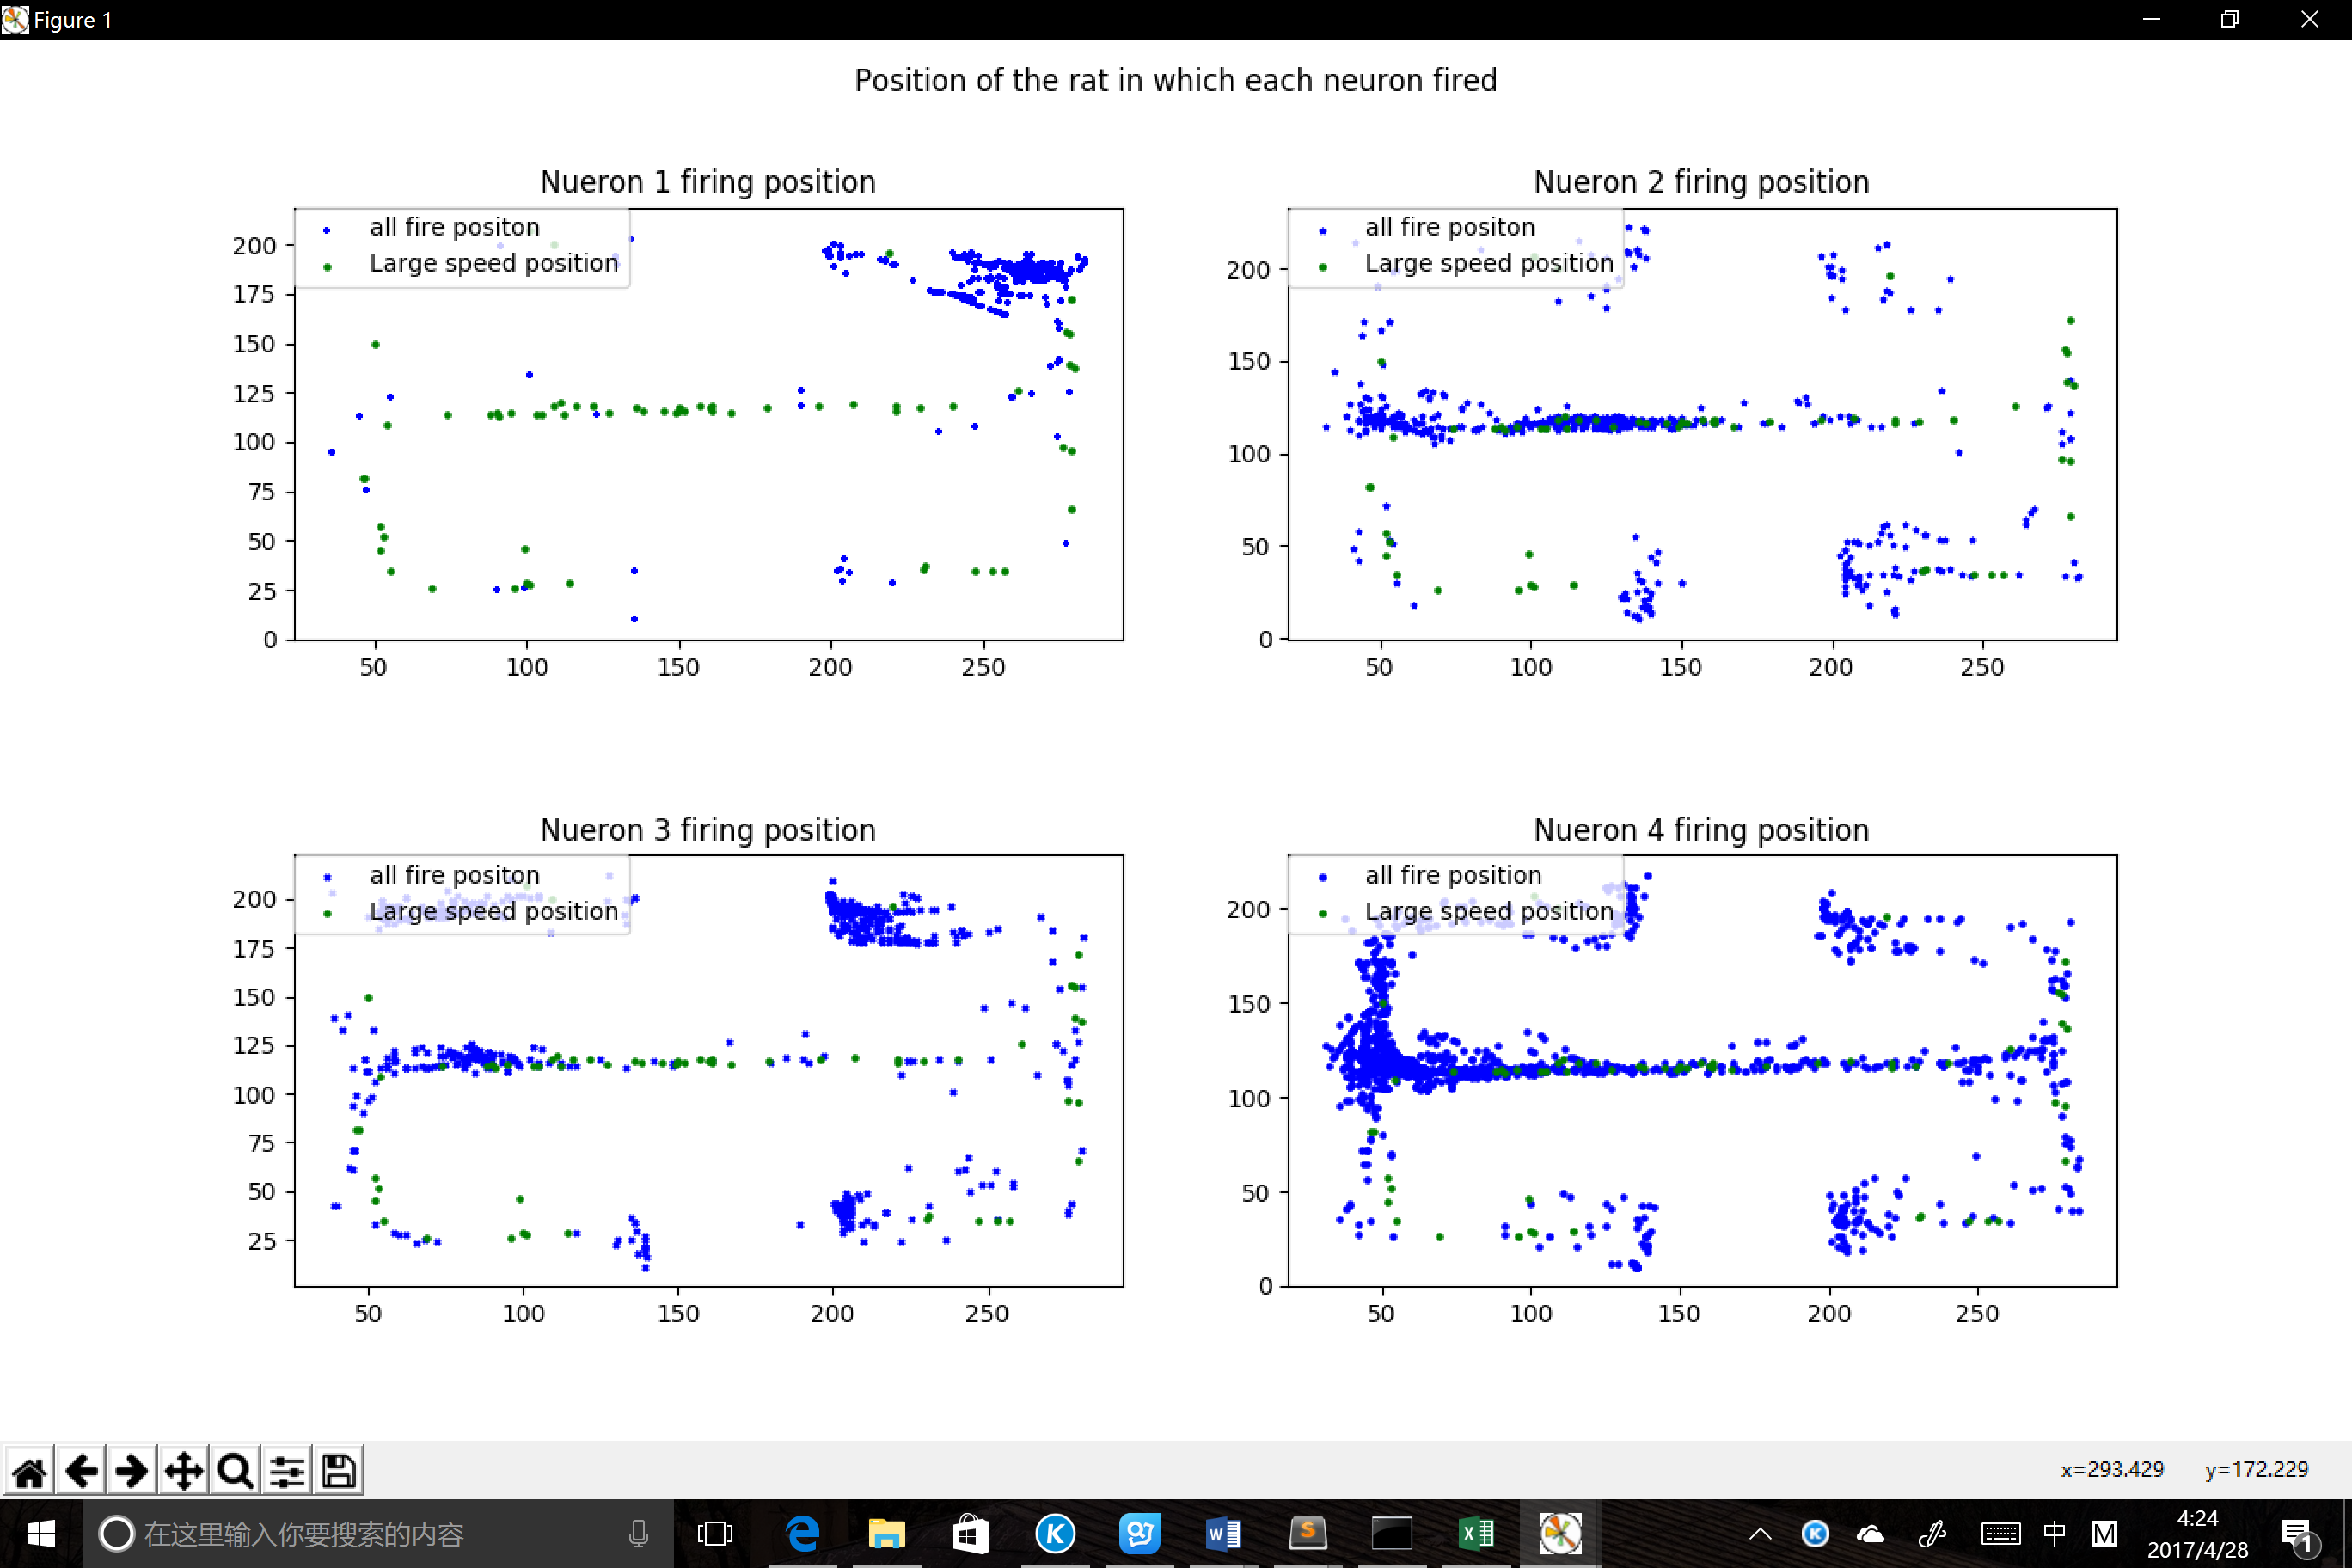 Figure 1
Position of the rat in which each neuron fired
Nueron 1 firing position
all fire positon
Large speed position
200
175
150
125
100
75
50
25
0
50 100 150 200 250
Nueron 2 firing position
all fire positon
Large speed position
200
150
100
50
0
50 100 150 200 250
Nueron 3 firing position
all fire positon
Large speed position
200
175
150
125
100
75
50
25
50 100 150 200 250
Nueron 4 firing position
all fire position
Large speed position
200
150
100
50
0
50 100 150 200 250
x=293.429 y=172.229
在这里输入你要搜索的内容
中
M
4:24
2017/4/28
1